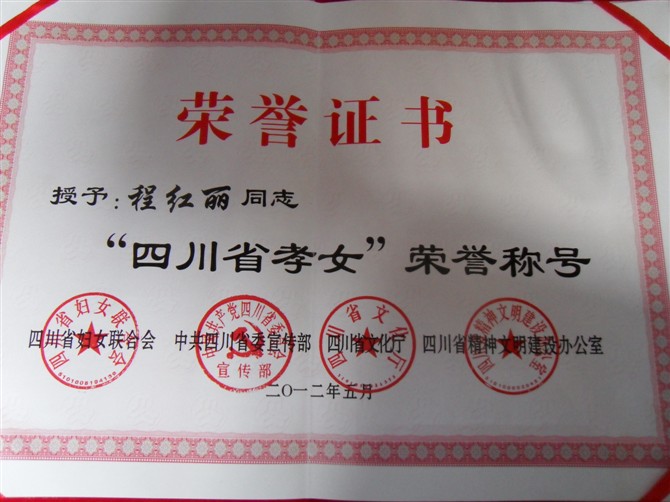 荣誉证书
授予：程红丽同志
“四川省孝女”荣誉称号
四川省妇女联合会 中共四川省委宣传部 四川省文化厅 四川省精神文明建设办公室
宣传部
二〇一二年五月